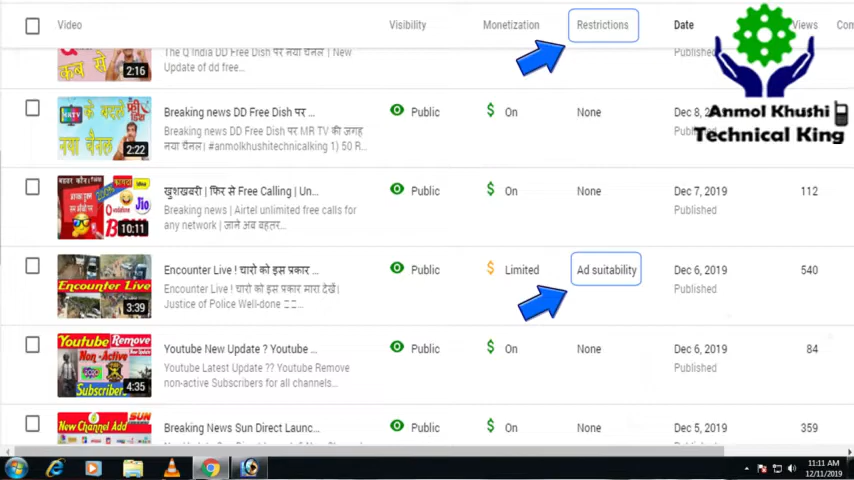 Video Visibility Monetization Restrictions Date Views
The Q India DD Free Dish पर नया चैनल | New
Update of dd free...
2:16
Breaking news DD Free Dish पर ... Public On None Dec 8, 2
Breaking news DD Free Dish पर MR TV की जगह
नया चैनल। #anmolkhushitechnicalking 1) 50 R...
MRTV के बदले
फ्री डिश
नया चैनल
2:22
Anmol Khushi
Technical King
खुशखबरी | फिर से Free Calling | Un... Public On None Dec 7, 2019 112
Breaking news | Airtel unlimited free calls for Published
any network | जाने अब बहतर...
Idea
vodafone
Jio
10:11
Encounter Live ! चारो को इस प्रकार ... Public Limited Ad suitability Dec 6, 2019 540
Encounter Live ! चारो को इस प्रकार मारा देखें। Published
Justice of Police Well-done
Encounter Live
3:39
Youtube New Update ? Youtube ... Public On None Dec 6, 2019 84
Youtube Latest Update ?? Youtube Remove Published
non-active Subscribers for all channels...
Youtube Remove
Non-Active
Subscriber
4:35
Breaking News Sun Direct Launc... Public On None Dec 5, 2019 359
New Channel Add SUN
11:11 AM
12/11/2019